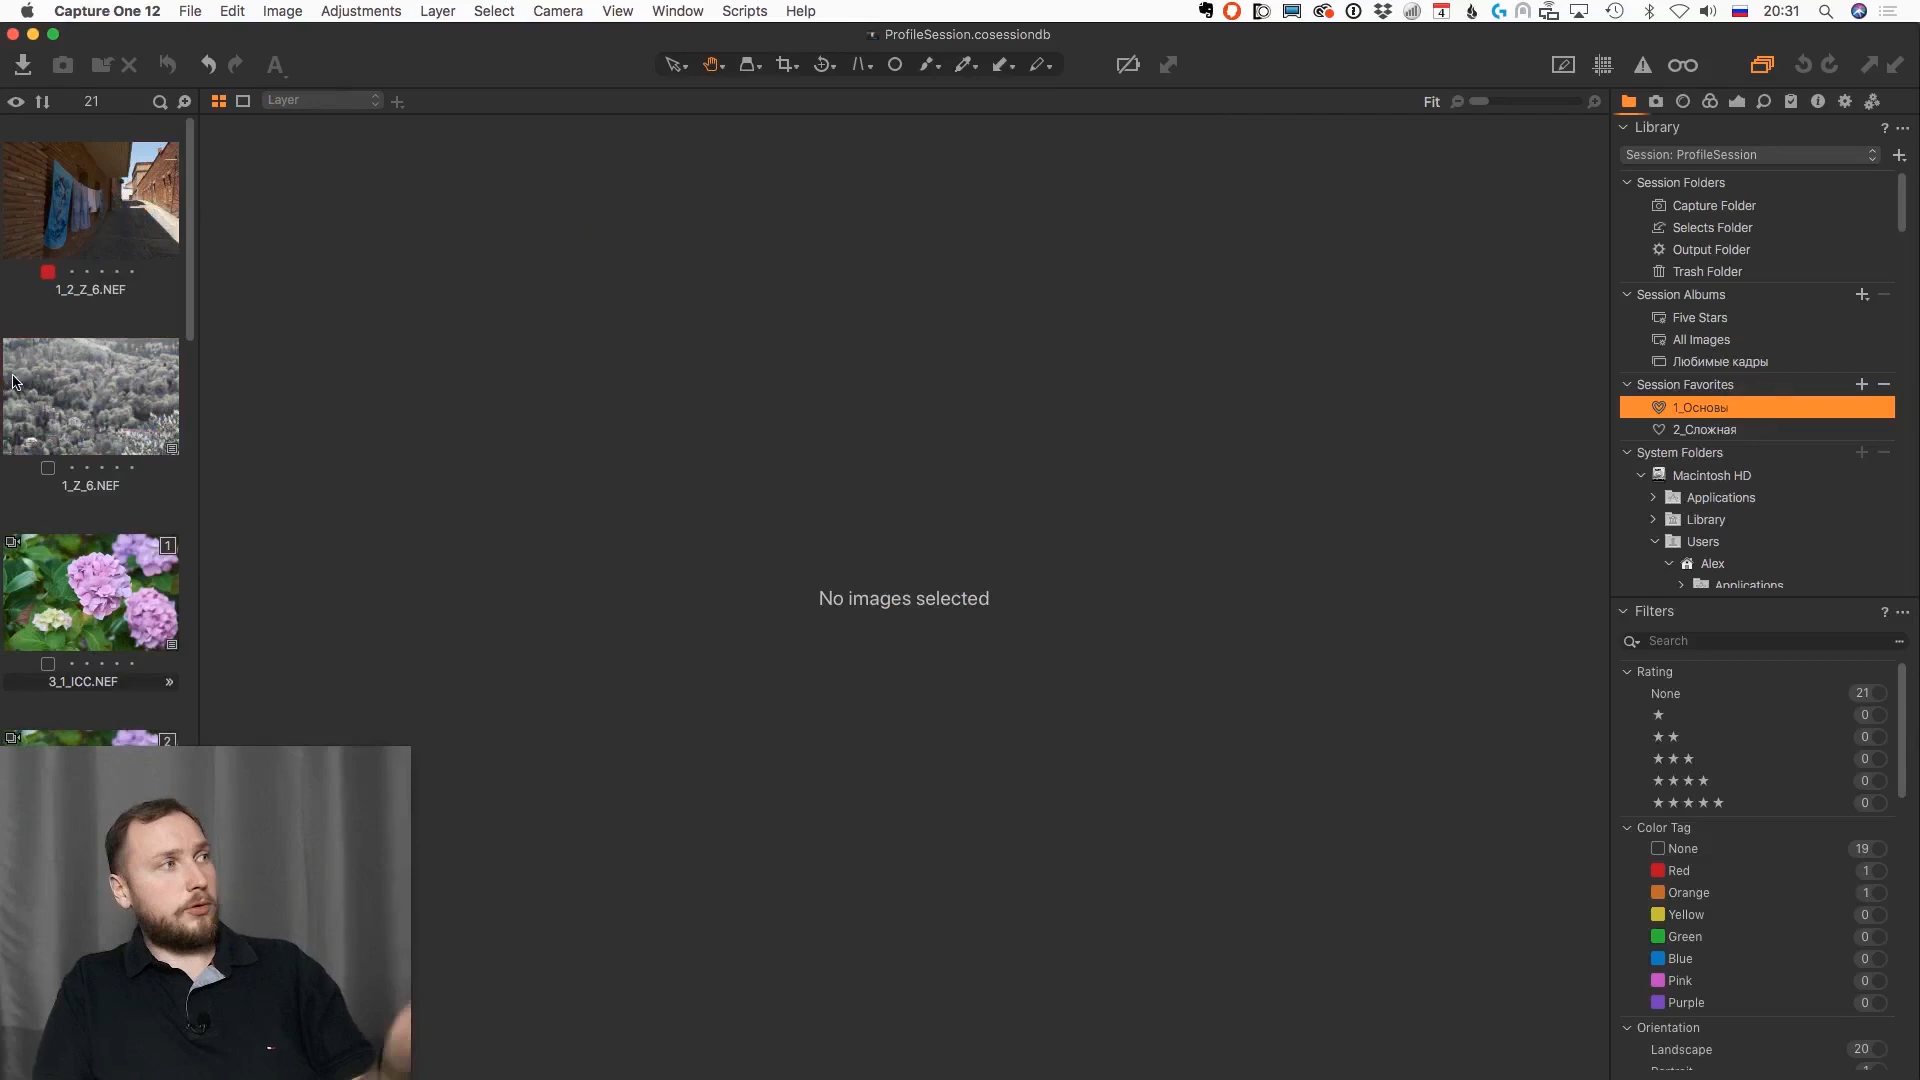 Capture One 12 File Edit Image Adjustments Layer Select Camera View Window Scripts Help 4 20:31
ProfileSession.cosessiondb
A
21 Layer Fit
1_2_Z_6.NEF
1_Z_6.NEF
1
3_1_ICC.NEF »
2
No images selected
Library ? ...
Session: ProfileSession
Session Folders
Capture Folder
Selects Folder
Output Folder
Trash Folder
Session Albums
Five Stars
All Images
Любимые кадры
Session Favorites
1_Основы
2_Сложная
System Folders
Macintosh HD
Applications
Library
Users
Alex
Applications
Filters ? ...
Search ...
Rating
None 21
★ 0
★ ★ 0
★ ★ ★ 0
★ ★ ★ ★ 0
★ ★ ★ ★ ★ 0
Color Tag
None 19
Red 1
Orange 1
Yellow 0
Green 0
Blue 0
Pink 0
Purple 0
Orientation
Landscape 20